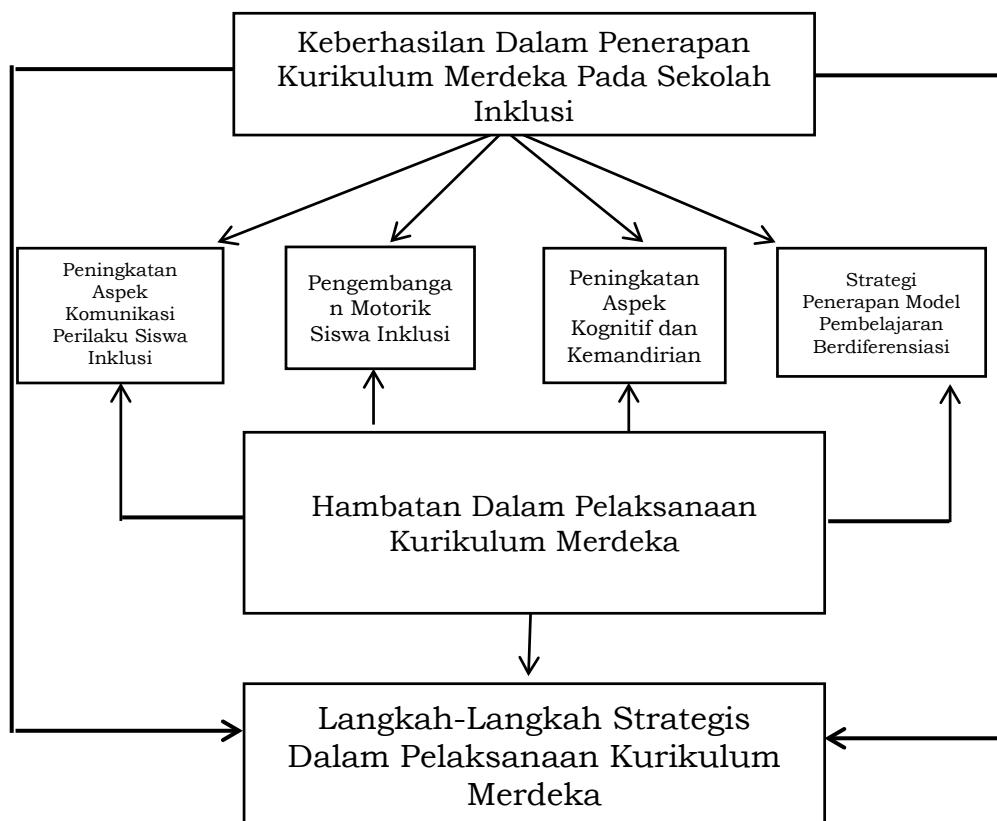 Keberhasilan Dalam Penerapan
Kurikulum Merdeka Pada Sekolah
Inklusi
Peningkatan
Aspek
Komunikasi
Perilaku Siswa
Inklusi
Pengembanga
n Motorik
Siswa Inklusi
Peningkatan
Aspek
Kognitif dan
Kemandirian
Strategi
Penerapan Model
Pembelajaran
Berdiferensiasi
Hambatan Dalam Pelaksanaan
Kurikulum Merdeka
Langkah-Langkah Strategis
Dalam Pelaksanaan Kurikulum
Merdeka